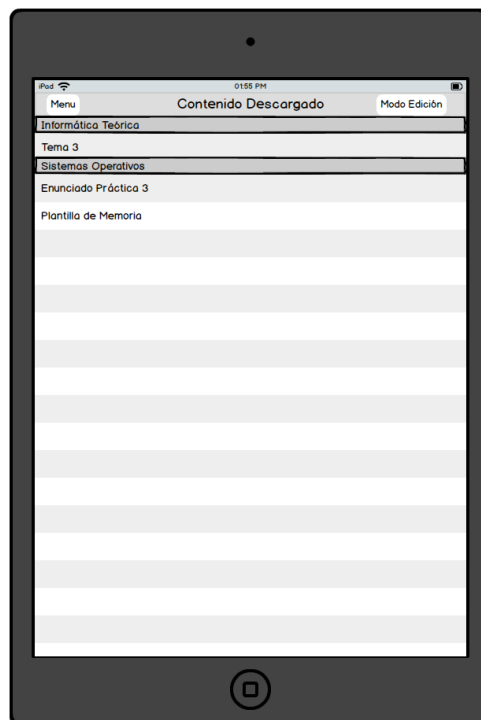 iPad 01:55 PM
Menu Contenido Descargado Modo Edición
Informática Teórica
Tema 3
Sistemas Operativos
Enunciado Práctica 3
Plantilla de Memoria